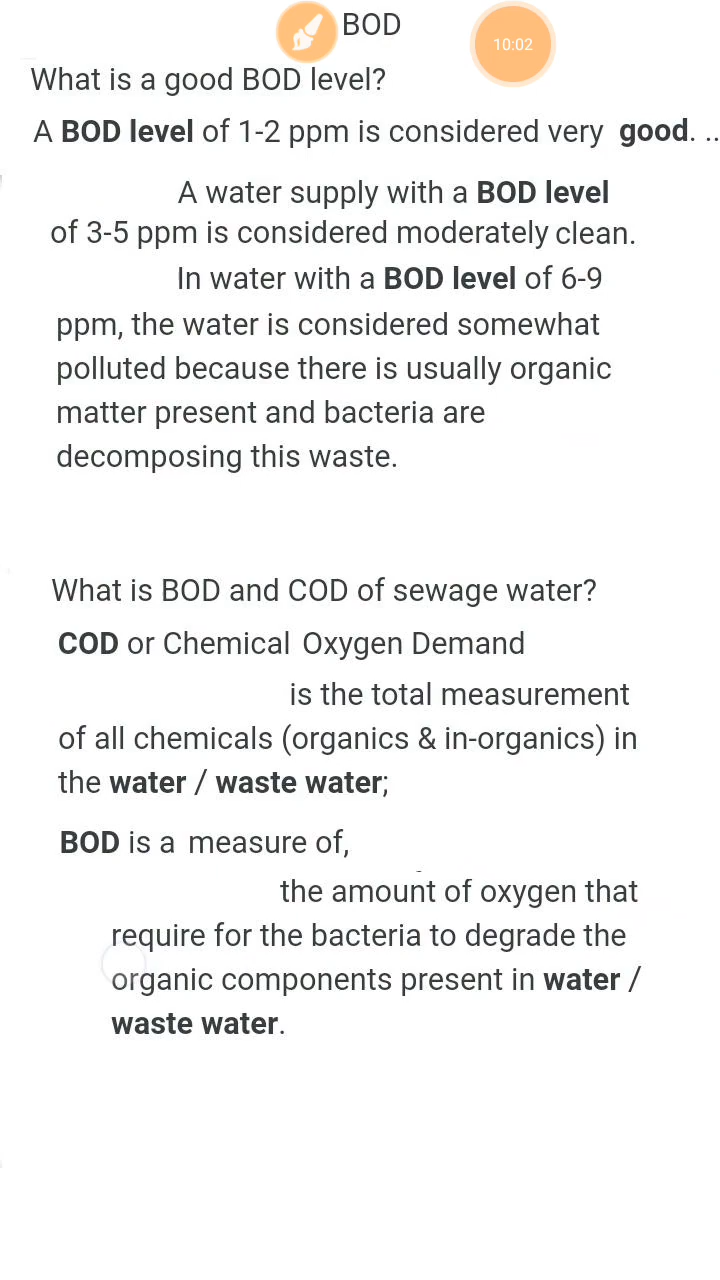 BOD
10:02
What is a good BOD level?
A BOD level of 1-2 ppm is considered very good. ..
A water supply with a BOD level
of 3-5 ppm is considered moderately clean.
In water with a BOD level of 6-9
ppm, the water is considered somewhat
polluted because there is usually organic
matter present and bacteria are
decomposing this waste.
What is BOD and COD of sewage water?
COD or Chemical Oxygen Demand
is the total measurement
of all chemicals (organics & in-organics) in
the water / waste water;
BOD is a measure of,
the amount of oxygen that
require for the bacteria to degrade the
organic components present in water /
waste water.